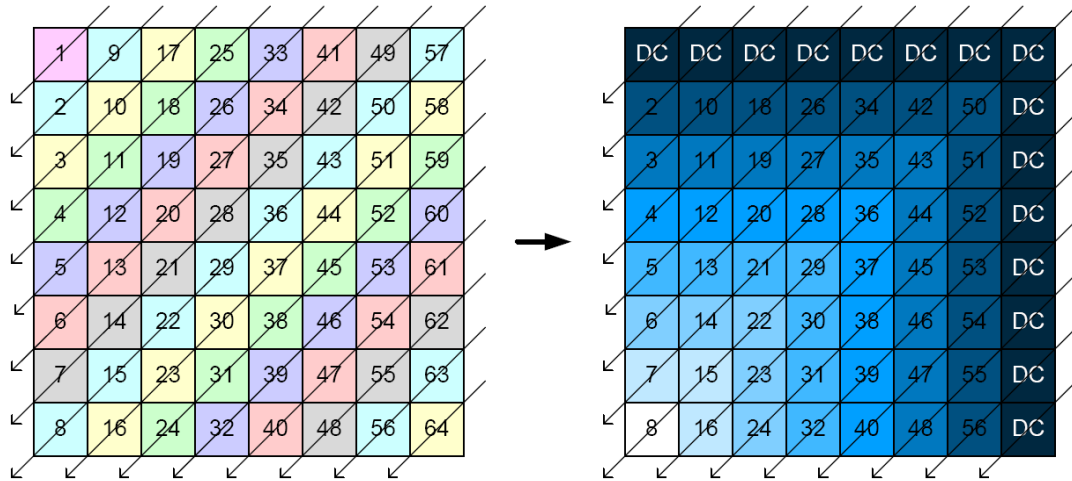 1 9 17 25 33 41 49 57 DC DC DC DC DC DC DC DC
2 10 18 26 34 42 50 58 2 10 18 26 34 42 50 DC
3 11 19 27 35 43 51 59 3 11 19 27 35 43 51 DC
4 12 20 28 36 44 52 60 4 12 20 28 36 44 52 DC
5 13 21 29 37 45 53 61 5 13 21 29 37 45 53 DC
6 14 22 30 38 46 54 62 6 14 22 30 38 46 54 DC
7 15 23 31 39 47 55 63 7 15 23 31 39 47 55 DC
8 16 24 32 40 48 56 64 8 16 24 32 40 48 56 DC